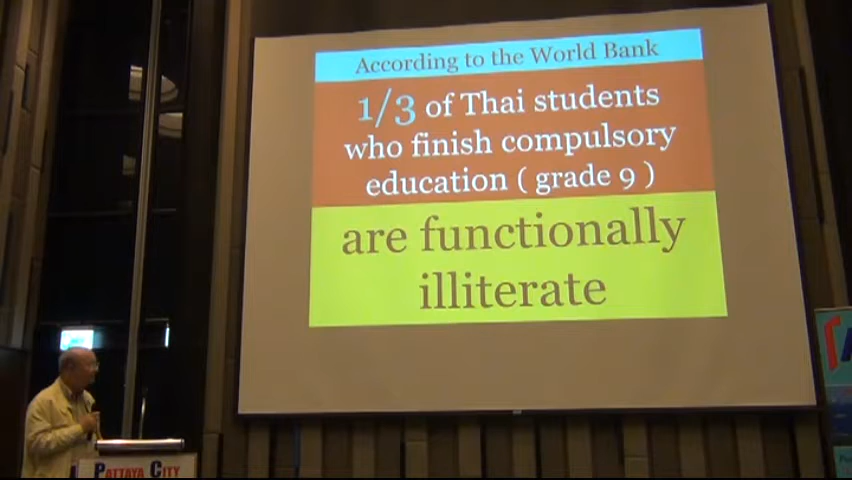 According to the World Bank
1/3 of Thai students
who finish compulsory
education ( grade 9 )
are functionally
illiterate
PATTAYA CITY